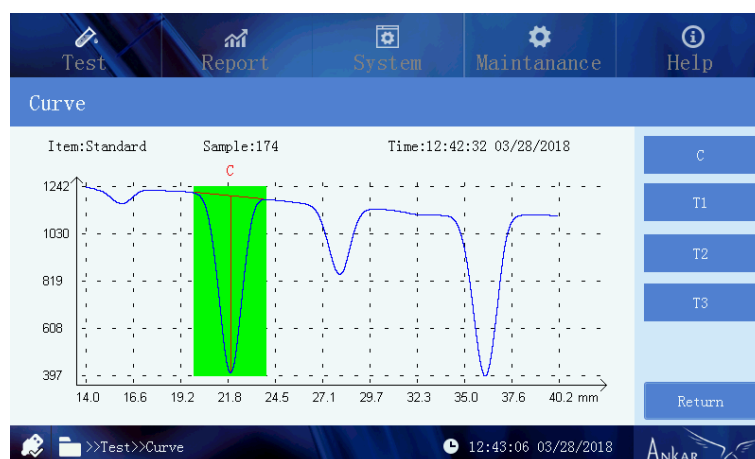 Test Report System Maintanance Help
Curve
Item:Standard Sample:174 Time:12:42:32 03/28/2018
C
C
T1
T2
T3
Return
1242
1030
819
608
397
14.0 16.6 19.2 21.8 24.5 27.1 29.7 32.3 35.0 37.6 40.2 mm
>>Test>>Curve 12:43:06 03/28/2018 ANKAR